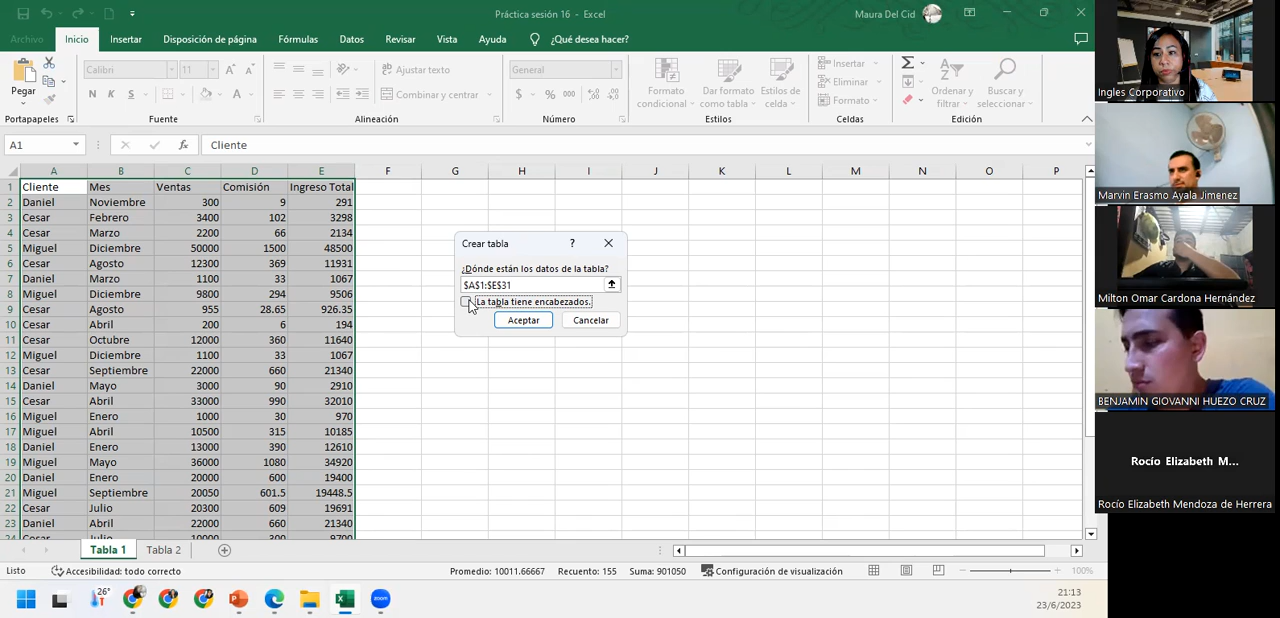 Práctica sesión 16 - Excel
Maura Del Cid
Archivo Inicio Insertar Disposición de página Fórmulas Datos Revisar Vista Ayuda ¿Qué desea hacer?
Pegar
Calibri 11
N K S
Ajustar texto
Combinar y centrar
General
$ % 000
Formato condicional
Dar formato como tabla
Estilos de celda
Insertar
Eliminar
Formato
Ordenar y filtrar
Buscar y seleccionar
Portapapeles Fuente Alineación Número Estilos Celdas Edición
A1 fx Cliente
A B C D E F G H I J K L M N O P
1 Cliente Mes Ventas Comisión Ingreso Total
2 Daniel Noviembre 300 9 291
3 Cesar Febrero 3400 102 3298
4 Cesar Marzo 2200 66 2134
5 Miguel Diciembre 50000 1500 48500
6 Cesar Agosto 12300 369 11931
7 Daniel Marzo 1100 33 1067
8 Miguel Diciembre 9800 294 9506
9 Cesar Agosto 955 28.65 926.35
10 Cesar Abril 200 6 194
11 Cesar Octubre 12000 360 11640
12 Miguel Diciembre 1100 33 1067
13 Cesar Septiembre 22000 660 21340
14 Daniel Mayo 3000 90 2910
15 Cesar Abril 33000 990 32010
16 Miguel Enero 1000 30 970
17 Miguel Abril 10500 315 10185
18 Daniel Enero 13000 390 12610
19 Miguel Mayo 36000 1080 34920
20 Daniel Enero 20000 600 19400
21 Miguel Septiembre 20050 601.5 19448.5
22 Cesar Julio 20300 609 19691
23 Daniel Abril 22000 660 21340
24 Cesar Julio 10000 300 9700
Crear tabla ?
¿Dónde están los datos de la tabla?
$A$1:$E$31
La tabla tiene encabezados.
Aceptar Cancelar
Tabla 1 Tabla 2
Listo Accesibilidad: todo correcto Promedio: 10011.66667 Recuento: 155 Suma: 901050 Configuración de visualización 100%
26°
zoom
21:13
23/6/2023
Ingles Corporativo
Marvin Erasmo Ayala Jimenez
Milton Omar Cardona Hernández
BENJAMIN GIOVANNI HUEZO CRUZ
Rocío Elizabeth M...
Rocío Elizabeth Mendoza de Herrera